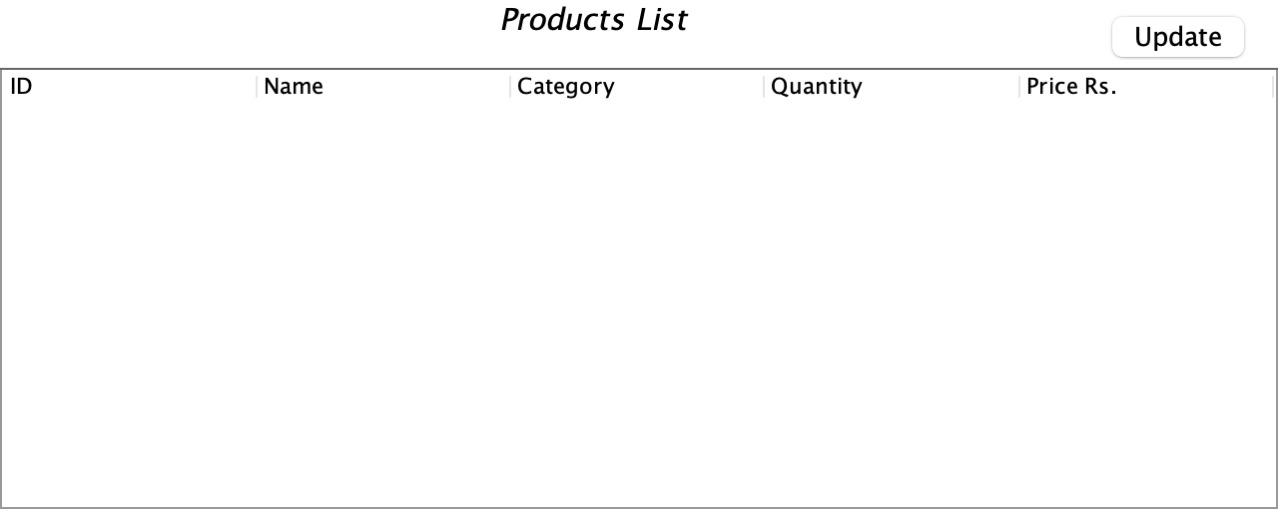 Products List
Update
ID Name Category Quantity Price Rs.